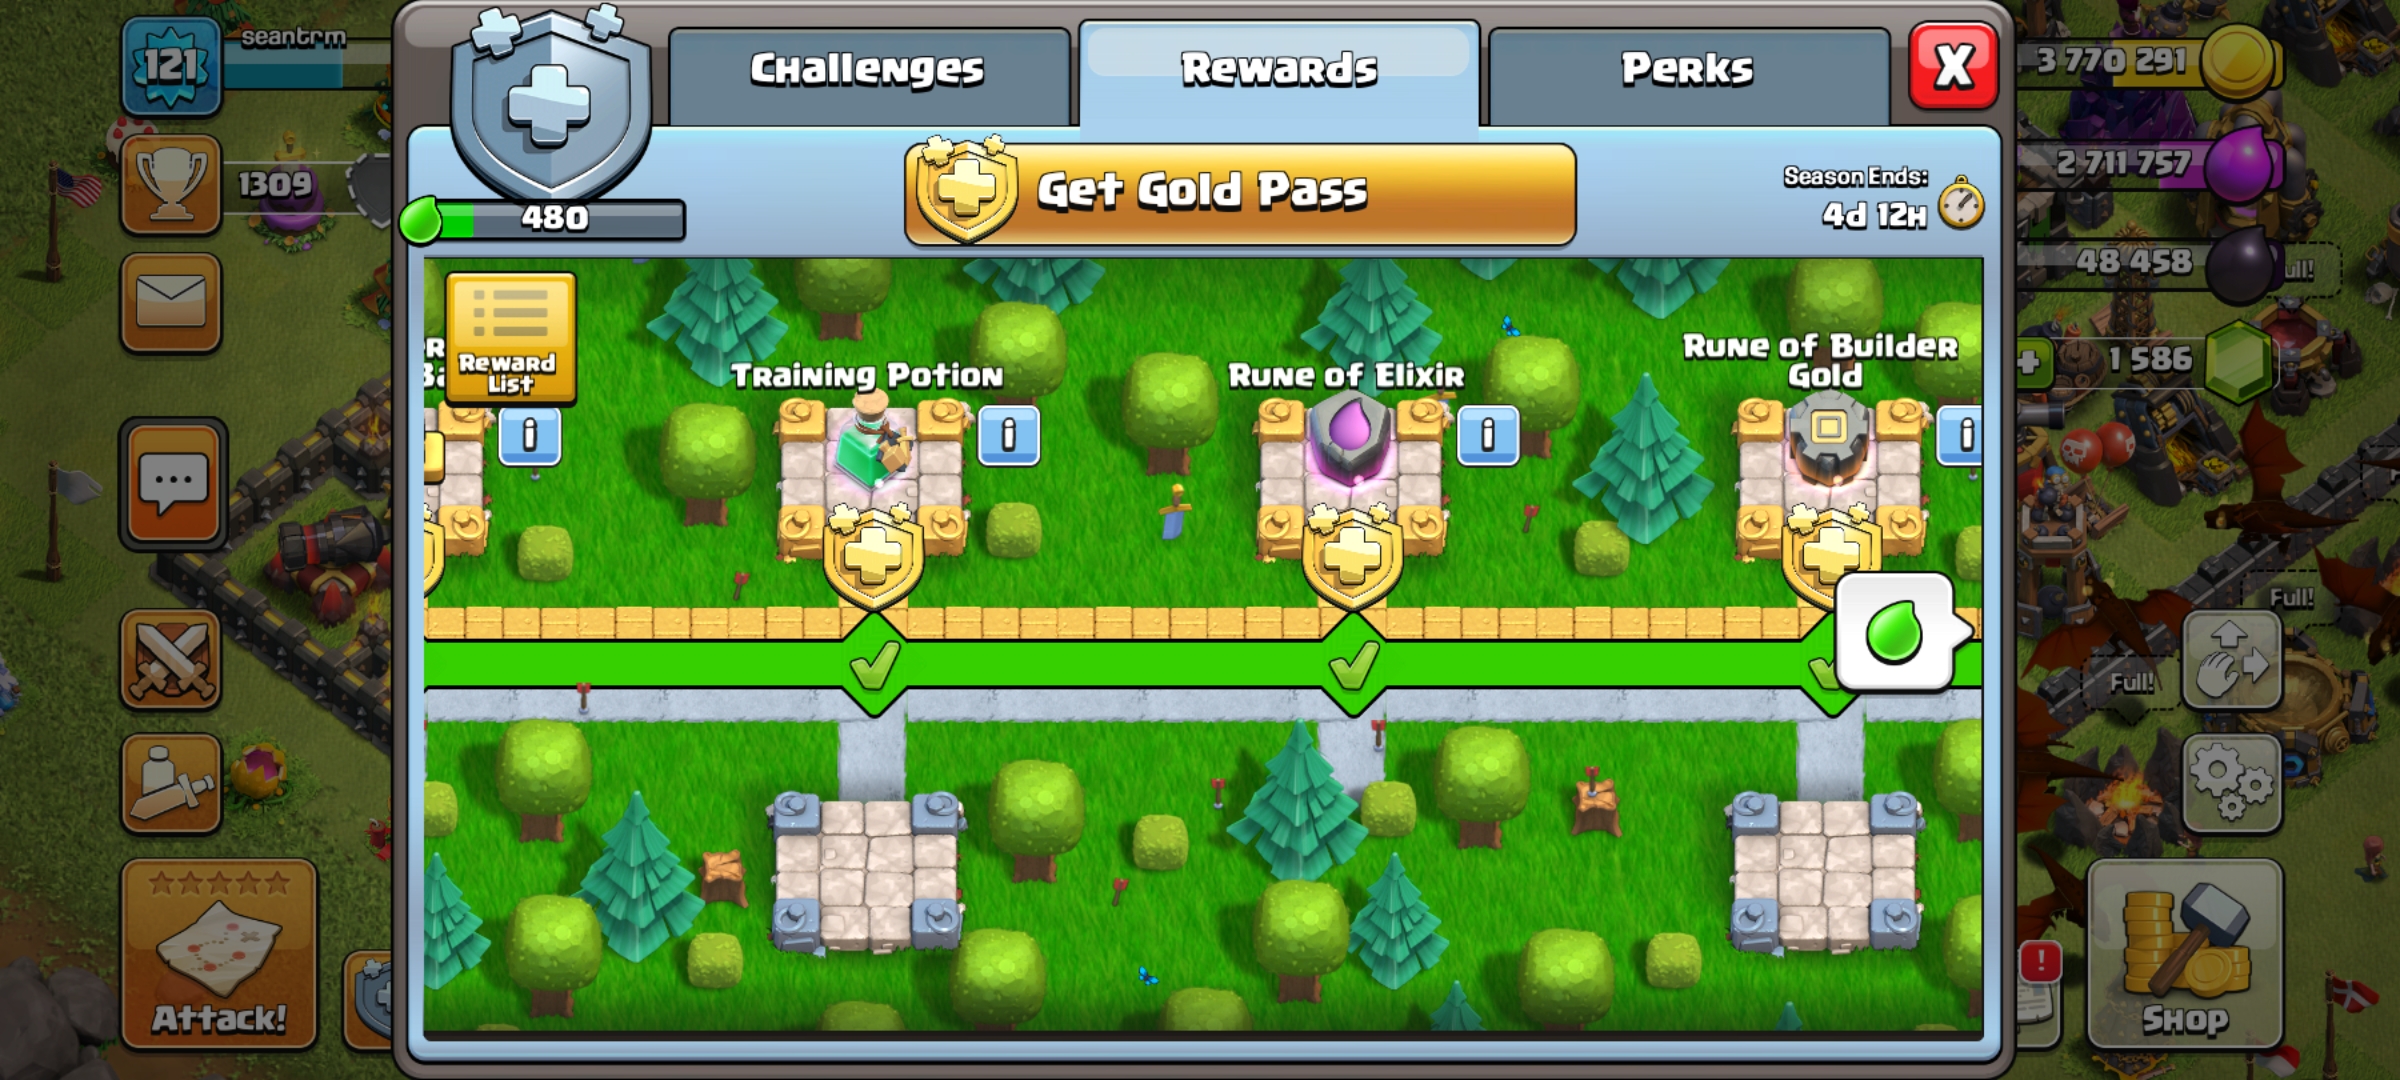 121
seantrm
1309
Challenges
Rewards
Perks
X
480
Get Gold Pass
Season Ends:
4d 12H
3 770 291
2 711 757
48 458
1 586
Reward
List
Training Potion
Rune of Elixir
Rune of Builder
Gold
i
i
i
i
Full!
Full!
Attack!
!
Shop